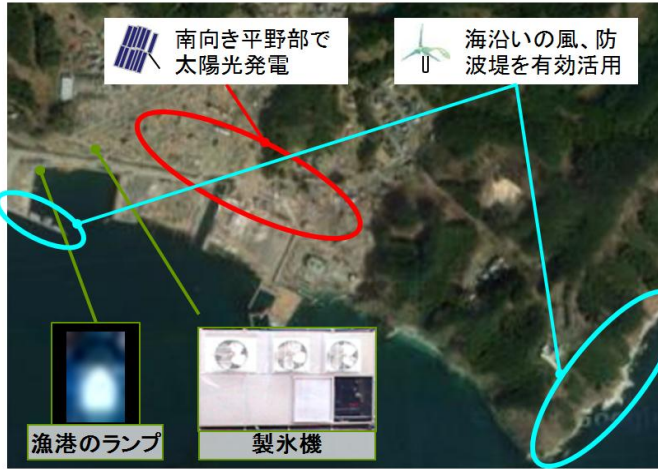 南向き平野部で
太陽光発電
海沿いの風、防
波堤を有効活用
漁港のランプ
製氷機
Google